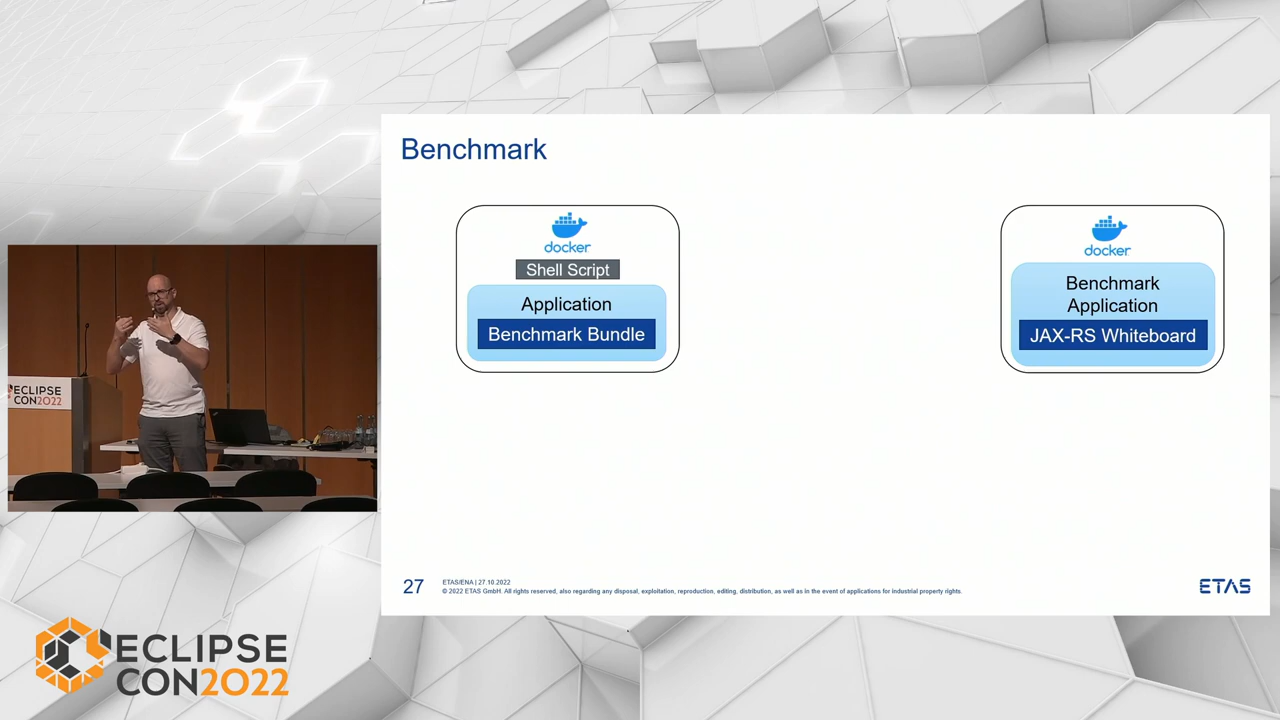 Benchmark
docker
Shell Script
Application
Benchmark Bundle
docker
Benchmark
Application
JAX-RS Whiteboard
ECLIPSE
CON2022
27
ETAS/ENA | 27.10.2022
© 2022 ETAS GmbH. All rights reserved, also regarding any disposal, exploitation, reproduction, editing, distribution, as well as in the event of applications for industrial property rights.
ETAS
ECLIPSE
CON2022